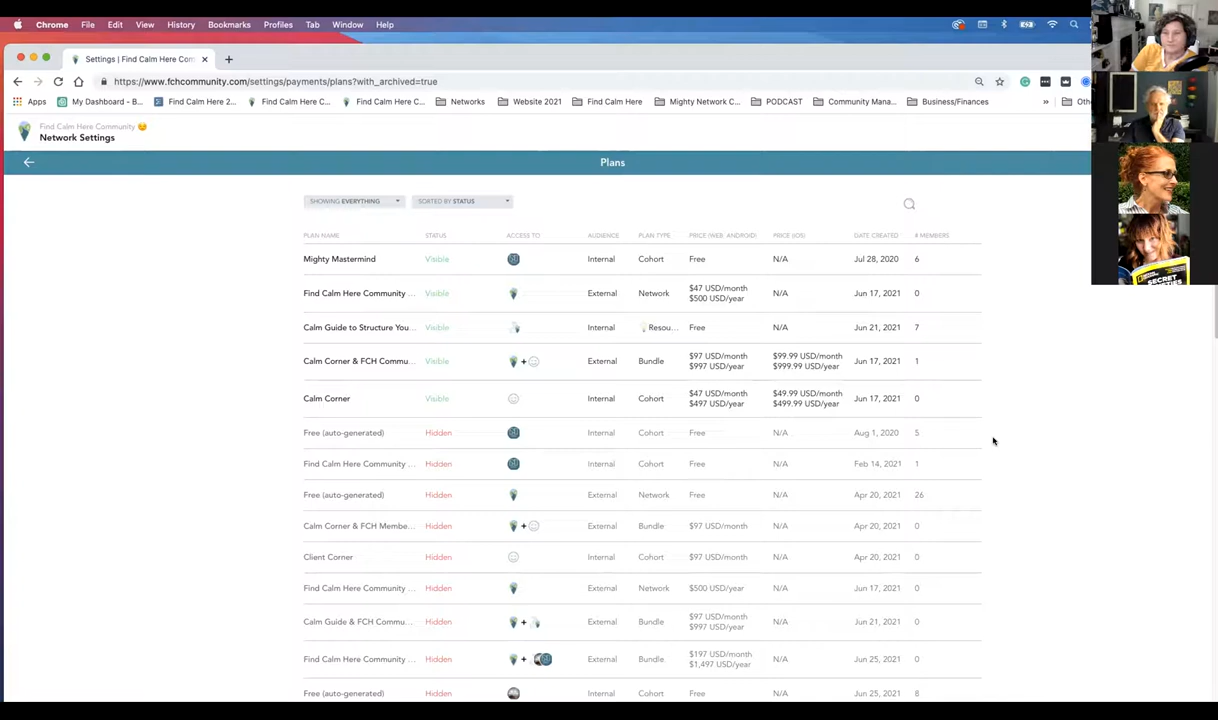 Chrome File Edit View History Bookmarks Profiles Tab Window Help
Settings | Find Calm Here Com
https://www.fchcommunity.com/settings/payments/plans?with_archived=true
Apps My Dashboard - B... Find Calm Here 2... Find Calm Here C... Find Calm Here C... Networks Website 2021 Find Calm Here Mighty Network C... PODCAST Community Mana... Business/Finances » Oth
Find Calm Here Community 😊
Network Settings
Plans
SHOWING EVERYTHING SORTED BY STATUS
PLAN NAME STATUS ACCESS TO AUDIENCE PLAN TYPE PRICE (WEB, ANDROID) PRICE (IOS) DATE CREATED # MEMBERS
Mighty Mastermind Visible Internal Cohort Free N/A Jul 28, 2020 6
Find Calm Here Community ... Visible External Network $47 USD/month N/A Jun 17, 2021 0
$500 USD/year
Calm Guide to Structure You... Visible Internal Resou... Free N/A Jun 21, 2021 7
Calm Corner & FCH Commu... Visible + External Bundle $97 USD/month $99.99 USD/month Jun 17, 2021 1
$997 USD/year $999.99 USD/year
Calm Corner Visible Internal Cohort $47 USD/month $49.99 USD/month Jun 17, 2021 0
$497 USD/year $499.99 USD/year
Free (auto-generated) Hidden Internal Cohort Free N/A Aug 1, 2020 5
Find Calm Here Community ... Hidden Internal Cohort Free N/A Feb 14, 2021 1
Free (auto-generated) Hidden External Network Free N/A Apr 20, 2021 26
Calm Corner & FCH Membe... Hidden + External Bundle $97 USD/month N/A Apr 20, 2021 0
Client Corner Hidden Internal Cohort $97 USD/month N/A Apr 20, 2021 0
Find Calm Here Community ... Hidden External Network $500 USD/year N/A Jun 17, 2021 0
Calm Guide & FCH Commu... Hidden + External Bundle $97 USD/month N/A Jun 21, 2021 0
$997 USD/year
Find Calm Here Community ... Hidden + External Bundle $197 USD/month N/A Jun 25, 2021 0
$1,497 USD/year
Free (auto-generated) Hidden Internal Cohort Free N/A Jun 25, 2021 8
SECRET